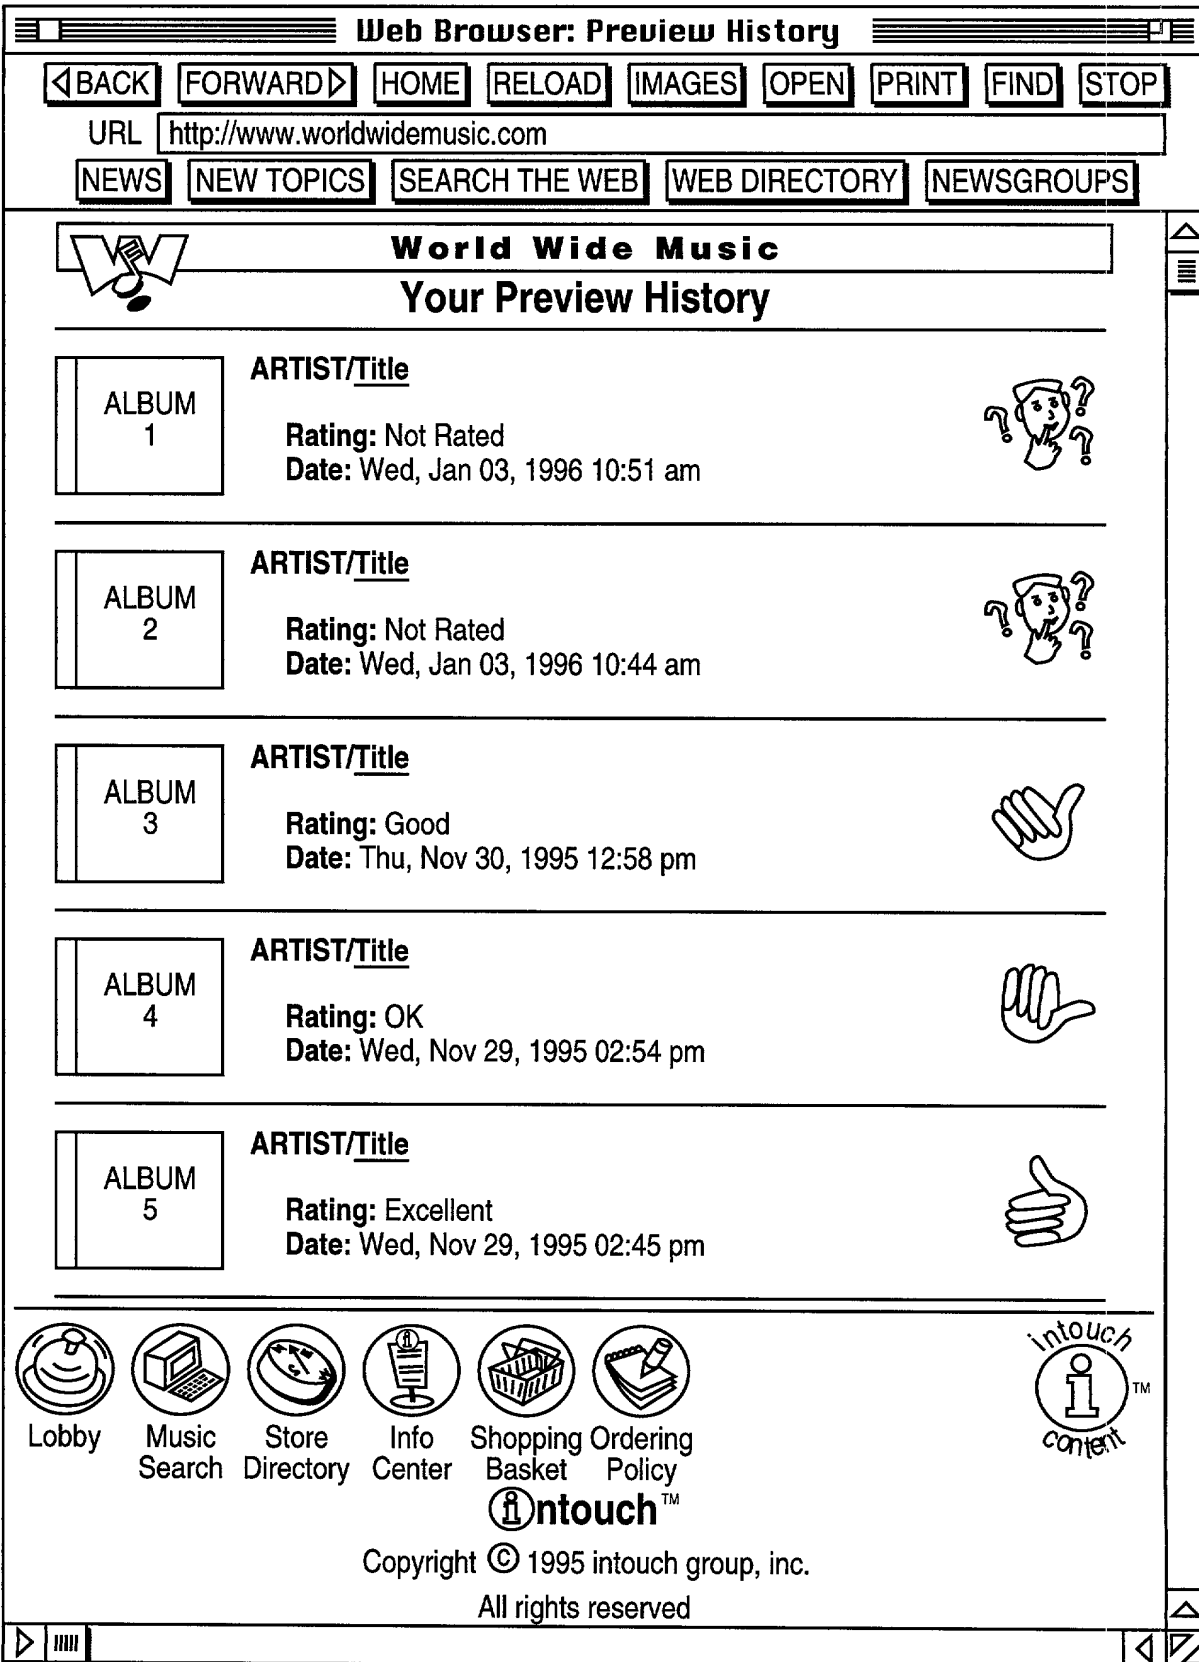 Web Browser: Preview History
BACK FORWARD HOME RELOAD IMAGES OPEN PRINT FIND STOP
URL http://www.worldwidemusic.com
NEWS NEW TOPICS SEARCH THE WEB WEB DIRECTORY NEWSGROUPS
World Wide Music
Your Preview History
ALBUM
1
ARTIST/Title
Rating: Not Rated
Date: Wed, Jan 03, 1996 10:51 am
ALBUM
2
ARTIST/Title
Rating: Not Rated
Date: Wed, Jan 03, 1996 10:44 am
ALBUM
3
ARTIST/Title
Rating: Good
Date: Thu, Nov 30, 1995 12:58 pm
ALBUM
4
ARTIST/Title
Rating: OK
Date: Wed, Nov 29, 1995 02:54 pm
ALBUM
5
ARTIST/Title
Rating: Excellent
Date: Wed, Nov 29, 1995 02:45 pm
Lobby
Music
Search
Store
Directory
Info
Center
Shopping
Basket
Ordering
Policy
intouch
i TM
content
intouch™
Copyright © 1995 intouch group, inc.
All rights reserved